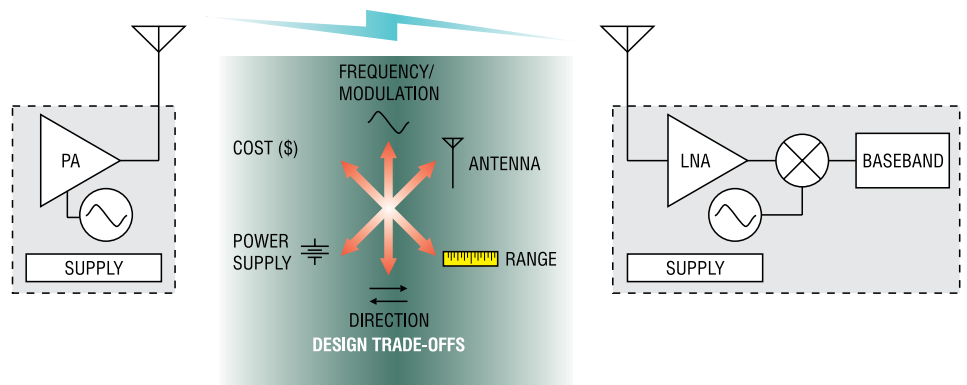 PA
SUPPLY
FREQUENCY/
MODULATION
COST ($)
ANTENNA
POWER
SUPPLY
RANGE
DIRECTION
DESIGN TRADE-OFFS
LNA
BASEBAND
SUPPLY